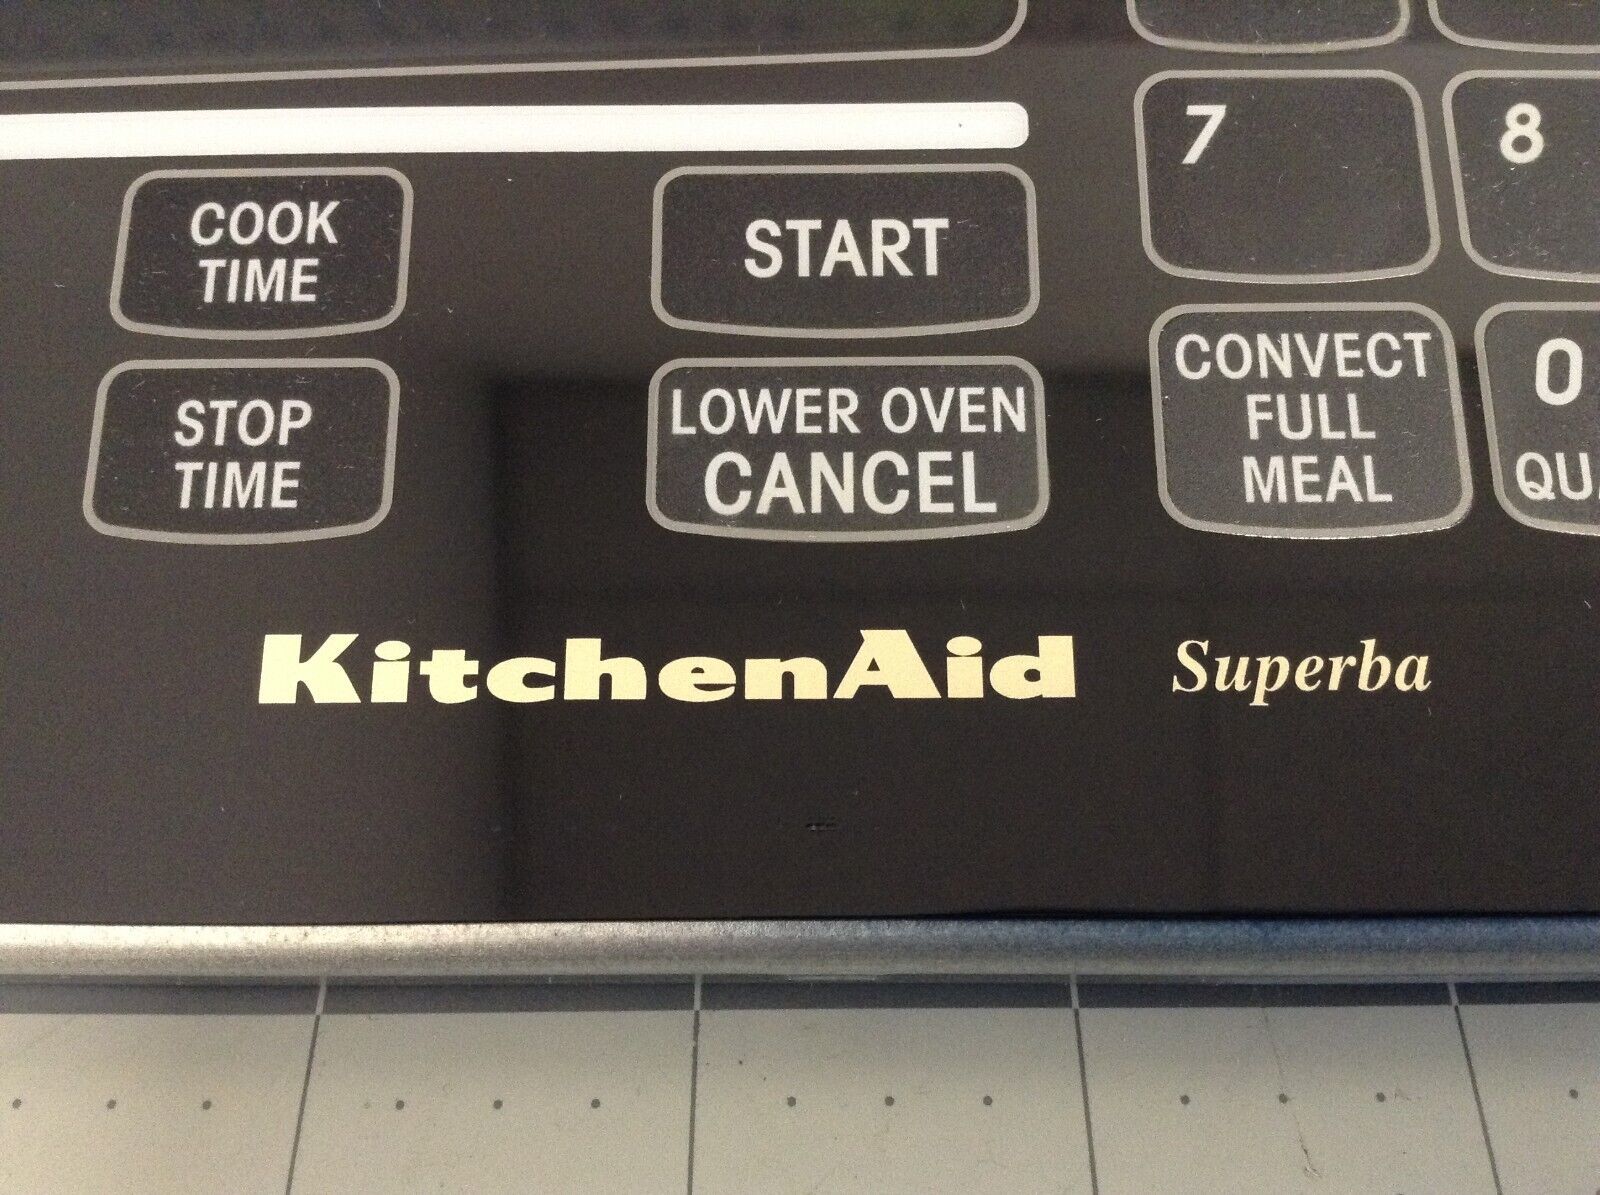 7
8
COOK
TIME
START
STOP
TIME
LOWER OVEN
CANCEL
CONVECT
FULL
MEAL
0
KitchenAid
Superba